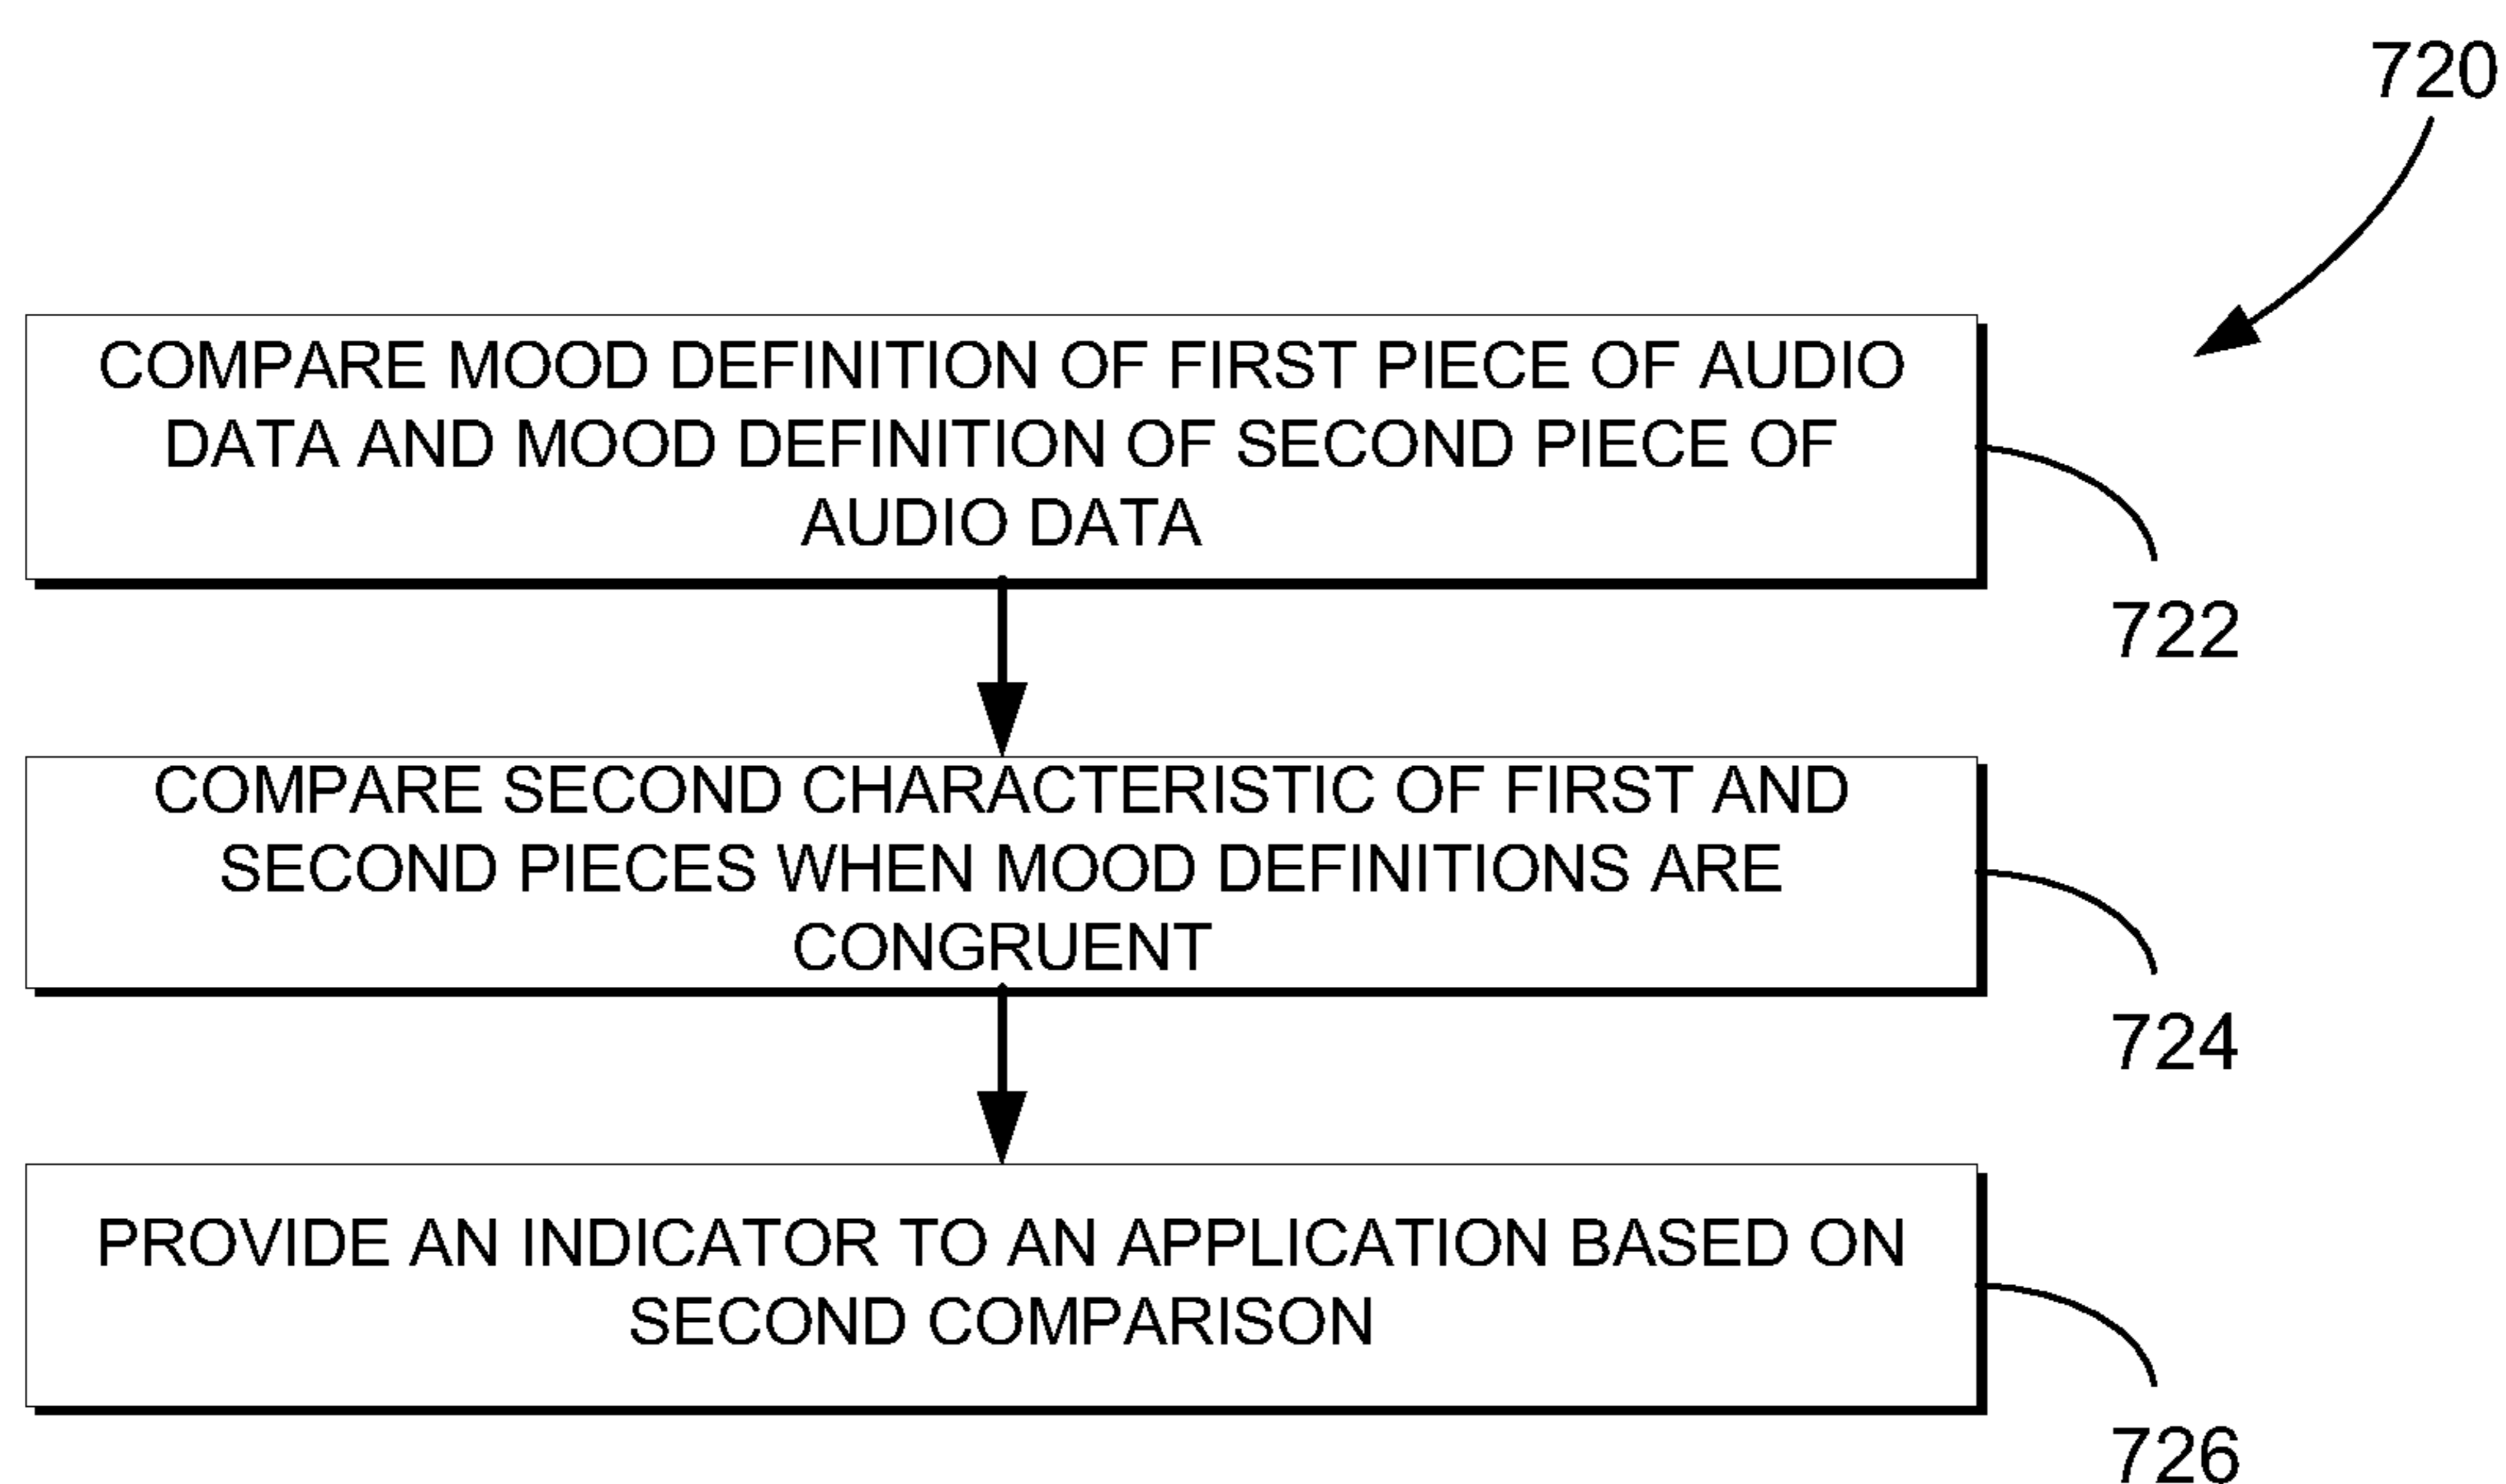 720
COMPARE MOOD DEFINITION OF FIRST PIECE OF AUDIO
DATA AND MOOD DEFINITION OF SECOND PIECE OF
AUDIO DATA
722
COMPARE SECOND CHARACTERISTIC OF FIRST AND
SECOND PIECES WHEN MOOD DEFINITIONS ARE
CONGRUENT
724
PROVIDE AN INDICATOR TO AN APPLICATION BASED ON
SECOND COMPARISON
726